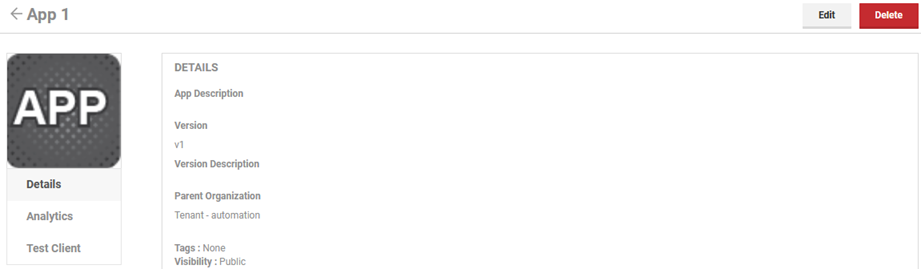 ← App 1
Edit
Delete
APP
Details
Analytics
Test Client
DETAILS
App Description
Version
v1
Version Description
Parent Organization
Tenant - automation
Tags : None
Visibility : Public